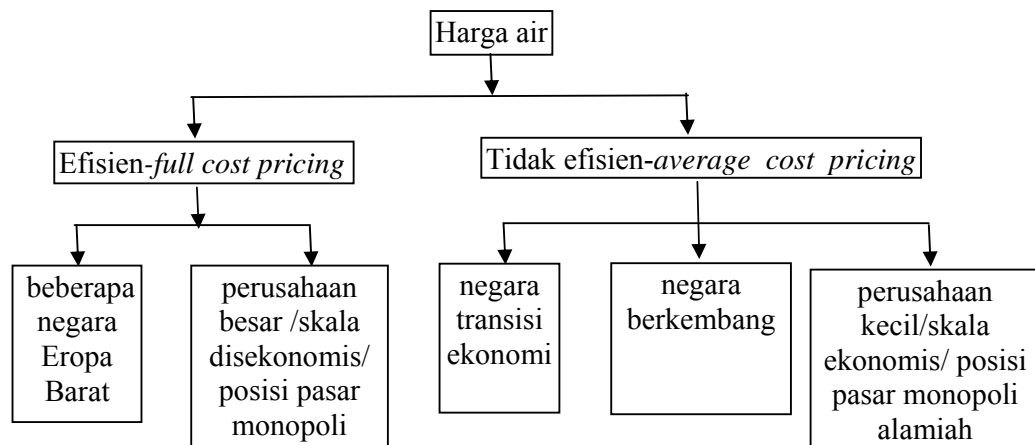 Harga air
Efisien-full cost pricing
Tidak efisien-average cost pricing
beberapa
negara
Eropa
Barat
perusahaan
besar /skala
disekonomis/
posisi pasar
monopoli
negara
transisi
ekonomi
negara
berkembang
perusahaan
kecil/skala
ekonomis/ posisi
pasar monopoli
alamiah